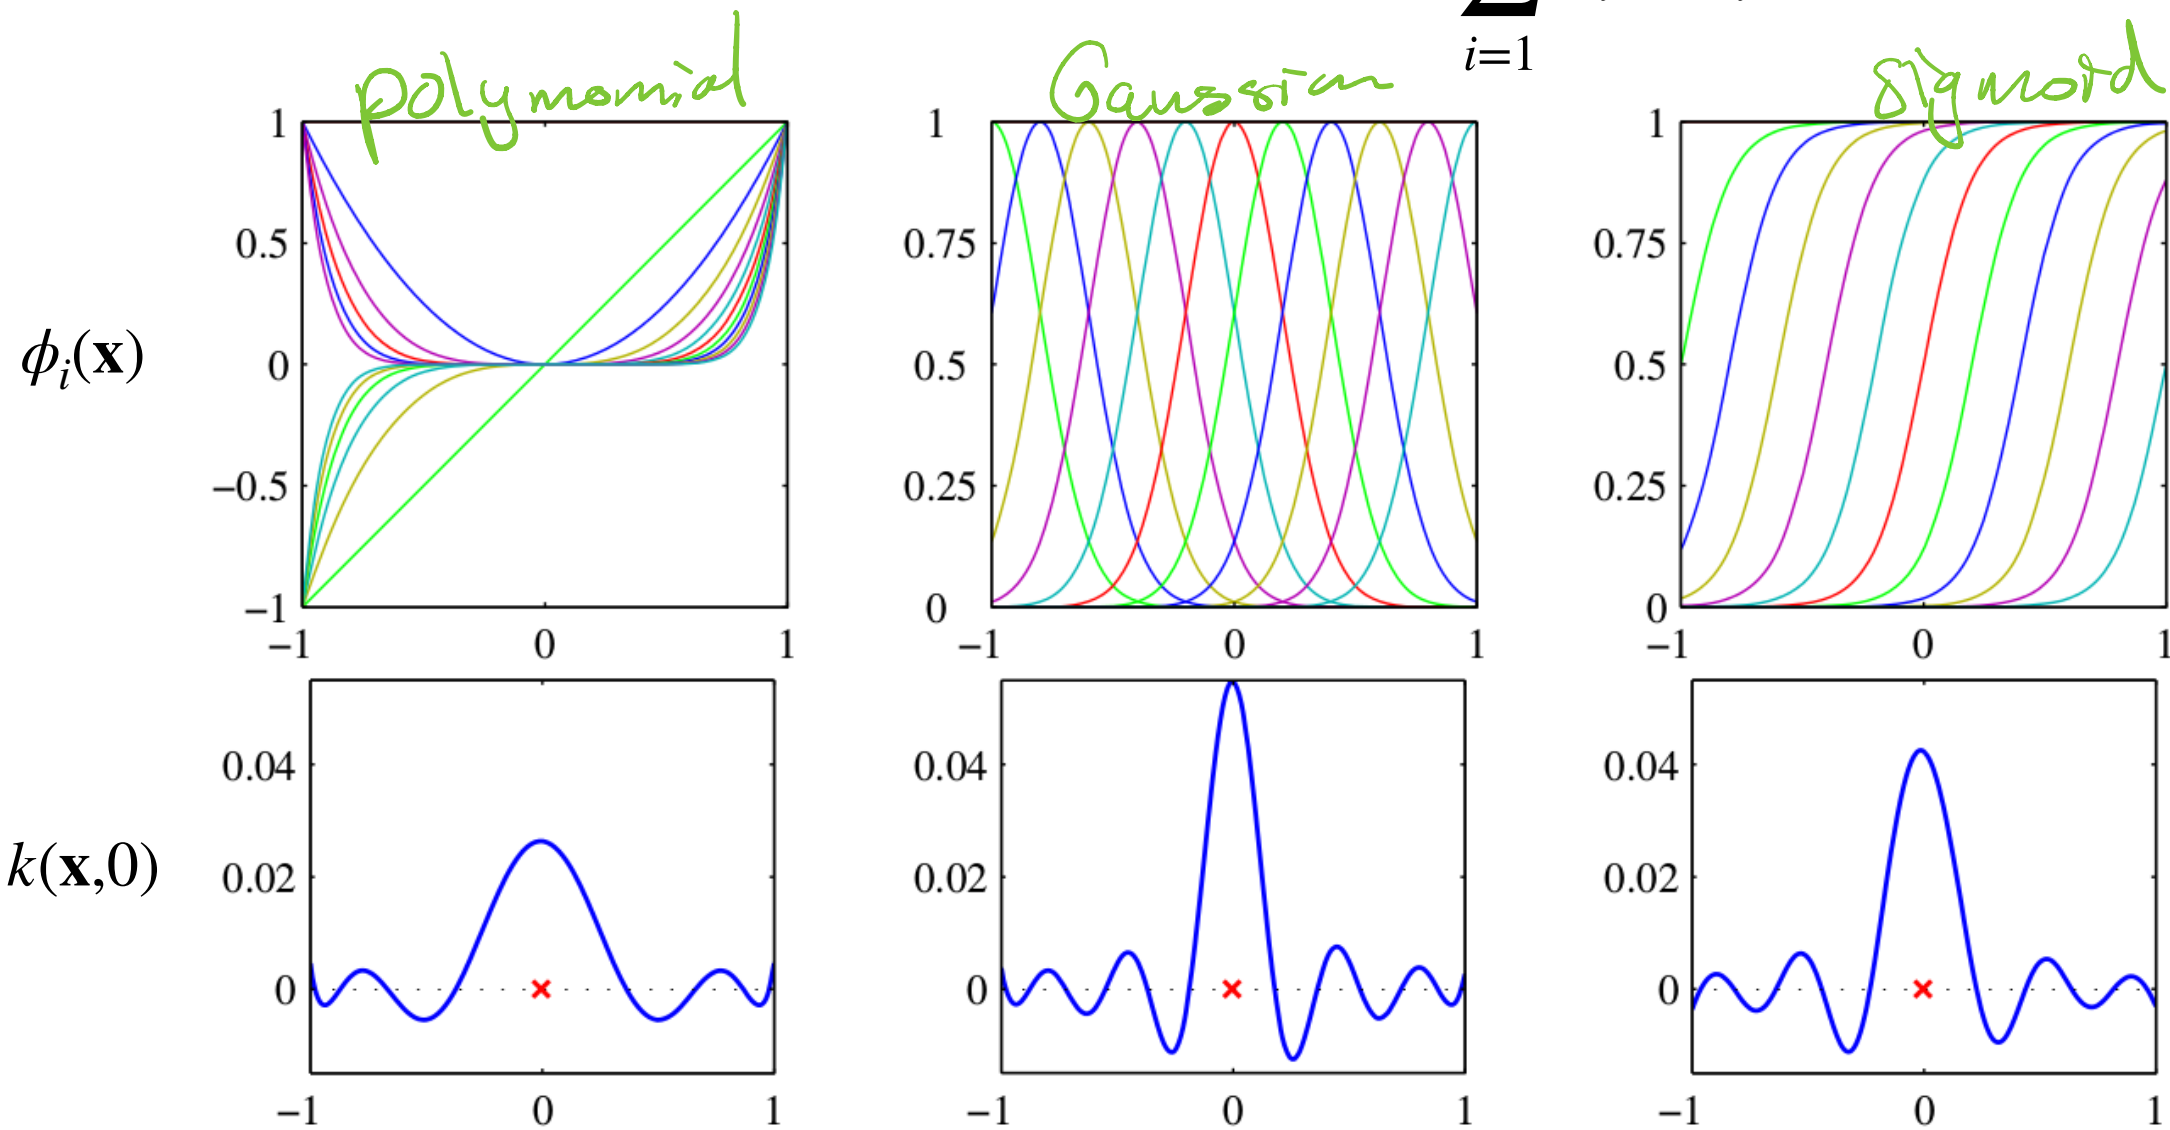 i=1
polynomial Gaussian sigmoid
1 1 1
0.5 0.75 0.75
ϕᵢ(x) 0 0.5 0.5
−0.5 0.25 0.25
−1 0 0
−1 0 1 −1 0 1 −1 0 1
0.04 0.04 0.04
k(x,0) 0.02 0.02 0.02
0 0 0
−1 0 1 −1 0 1 −1 0 1